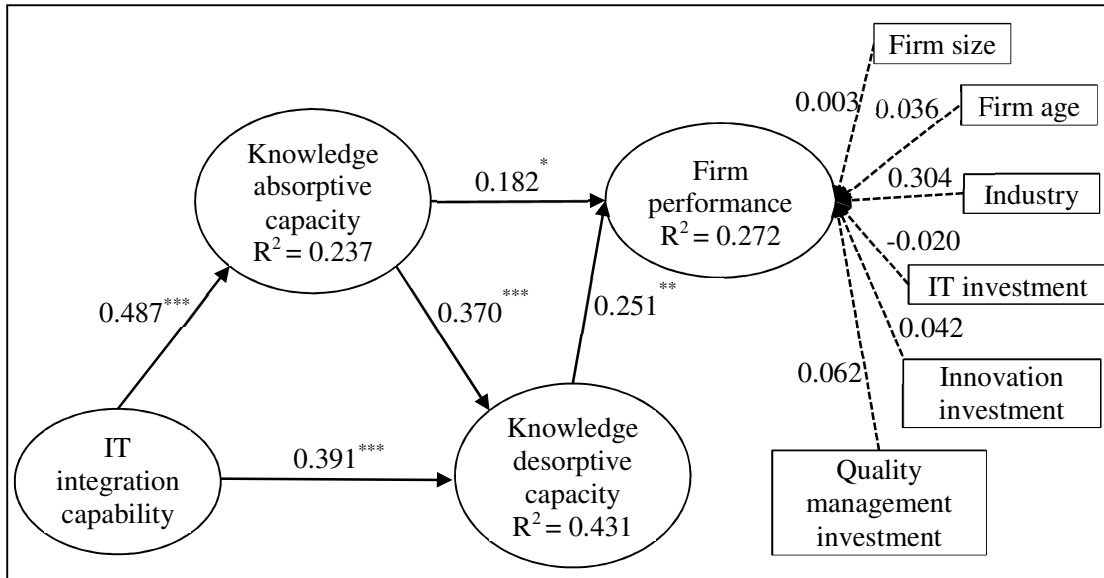 Firm size
0.003
0.036
Firm age
Knowledge
absorptive
capacity
R² = 0.237
0.182*
Firm
performance
R² = 0.272
0.304
Industry
-0.020
IT investment
0.487***
0.370***
0.251**
0.042
0.062
Innovation
investment
IT
integration
capability
0.391***
Knowledge
desorptive
capacity
R² = 0.431
Quality
management
investment